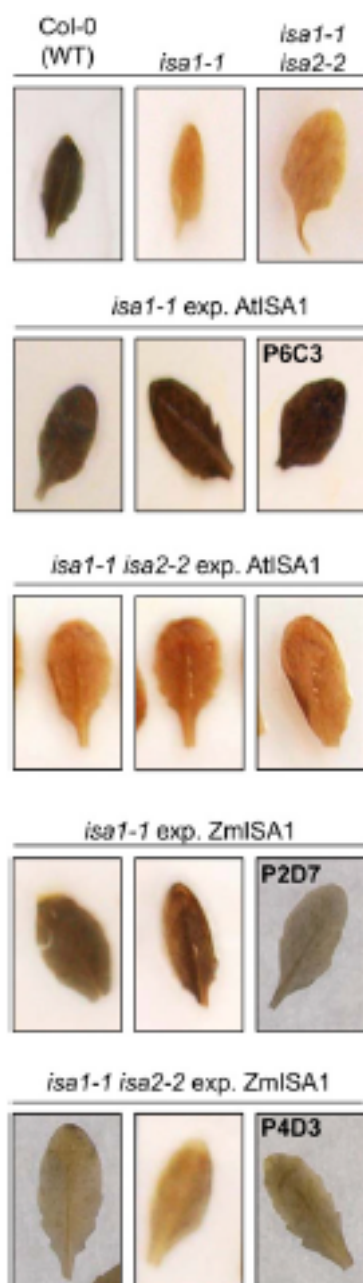 Col-0
(WT)
isa1-1
isa1-1
isa2-2
isa1-1 exp. AtISA1
P6C3
isa1-1 isa2-2 exp. AtISA1
isa1-1 exp. ZmISA1
P2D7
isa1-1 isa2-2 exp. ZmISA1
P4D3